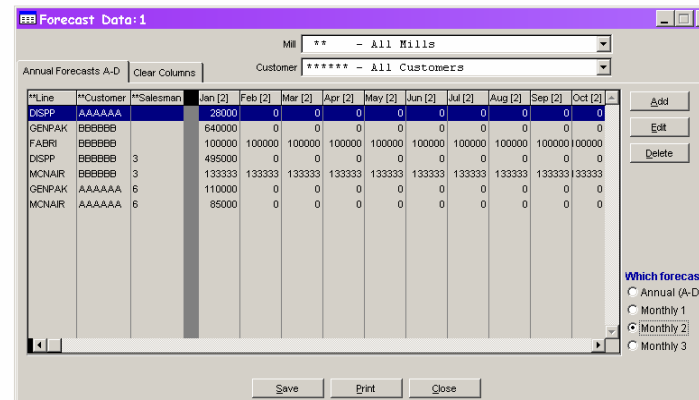 Forecast Data:1
Mill ** - All Mills
Annual Forecasts A-D Clear Columns Customer ****** - All Customers
**Line **Customer **Salesman Jan [2] Feb [2] Mar [2] Apr [2] May [2] Jun [2] Jul [2] Aug [2] Sep [2] Oct [2]
DISPP AAAAAA 28000 0 0 0 0 0 0 0 0 0
GENPAK BBBBBB 640000 0 0 0 0 0 0 0 0 0
FABRI BBBBBB 100000 100000 100000 100000 100000 100000 100000 100000 100000 100000
DISPP BBBBBB 3 495000 0 0 0 0 0 0 0 0 0
MCNAIR BBBBBB 3 133333 133333 133333 133333 133333 133333 133333 133333 133333 133333
GENPAK AAAAAA 6 110000 0 0 0 0 0 0 0 0 0
MCNAIR AAAAAA 6 85000 0 0 0 0 0 0 0 0 0
Add
Edit
Delete
Which forecas
Annual (A-D
Monthly 1
Monthly 2
Monthly 3
Save Print Close